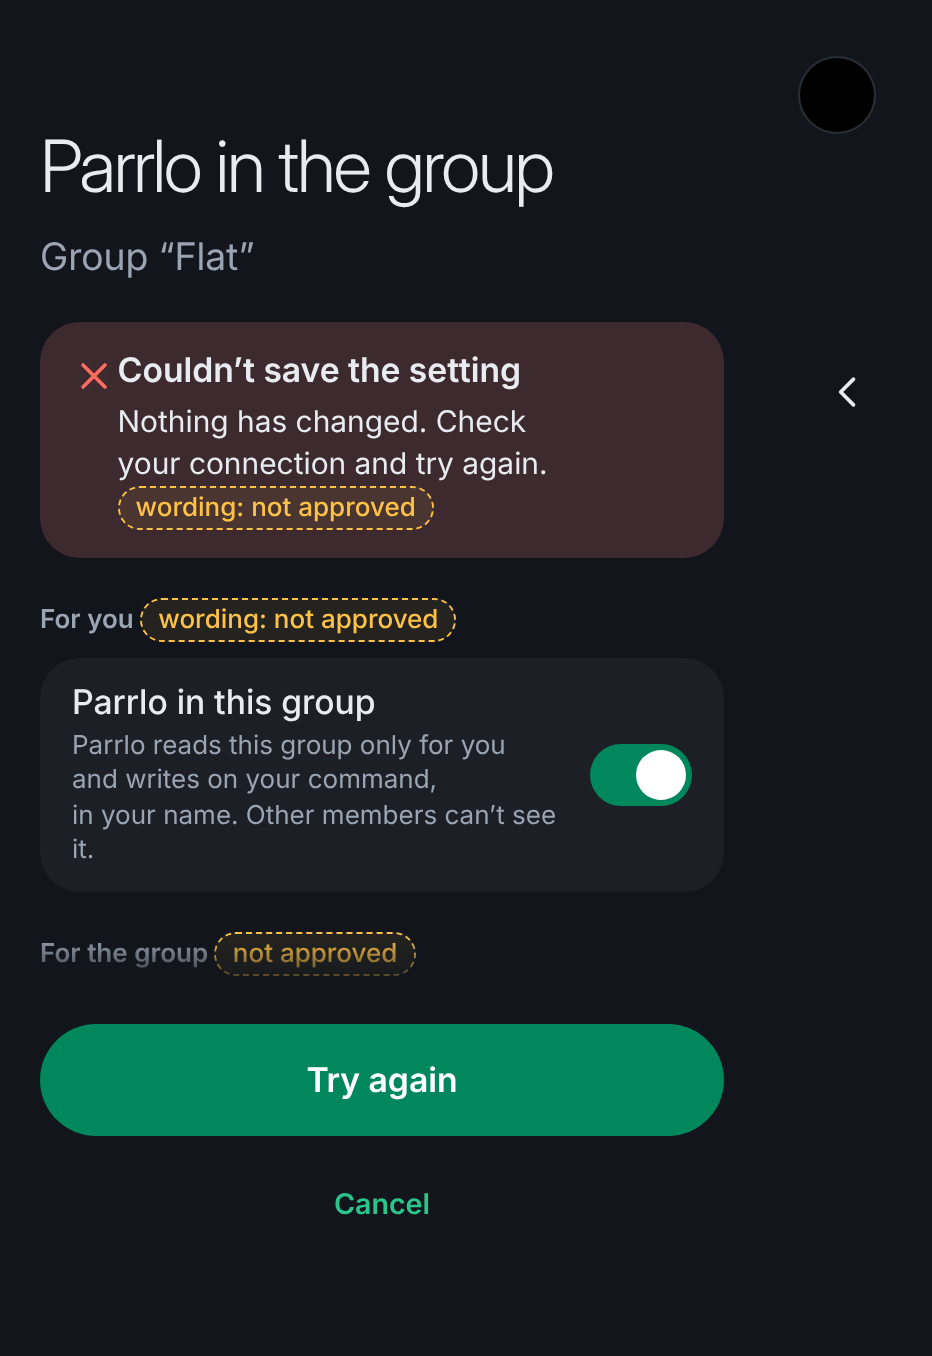 Parrlo in the group
Group “Flat”
Couldn’t save the setting
Nothing has changed. Check
your connection and try again.
wording: not approved
For you wording: not approved
Parrlo in this group
Parrlo reads this group only for you
and writes on your command,
in your name. Other members can’t see
it.
For the group not approved
Try again
Cancel